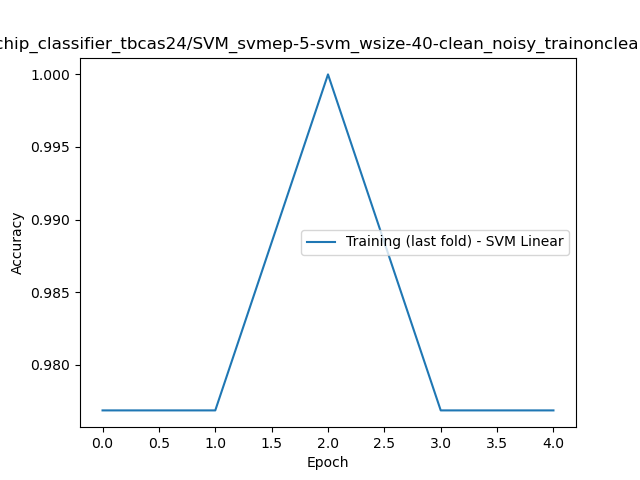 chip_classifier_tbcas24/SVM_svmep-5-svm_wsize-40-clean_noisy_trainonclea
1.000
0.995
0.990
0.985
0.980
Accuracy
Training (last fold) - SVM Linear
0.0 0.5 1.0 1.5 2.0 2.5 3.0 3.5 4.0
Epoch